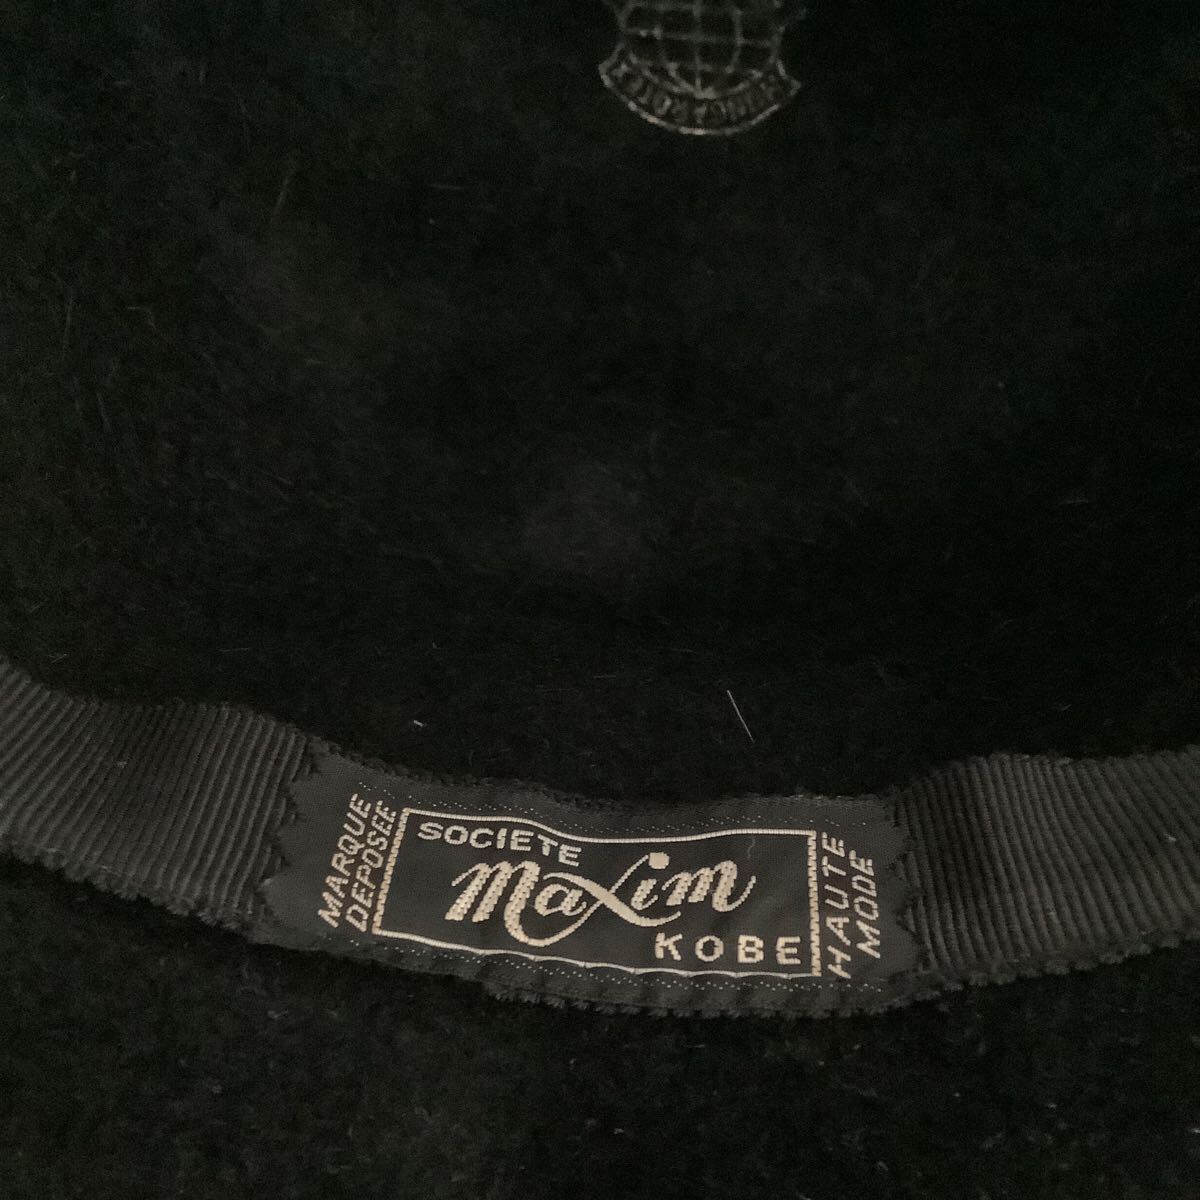 MARQUE
DEPOSEE
SOCIETE
maxim
KOBE
HAUTE
MODE